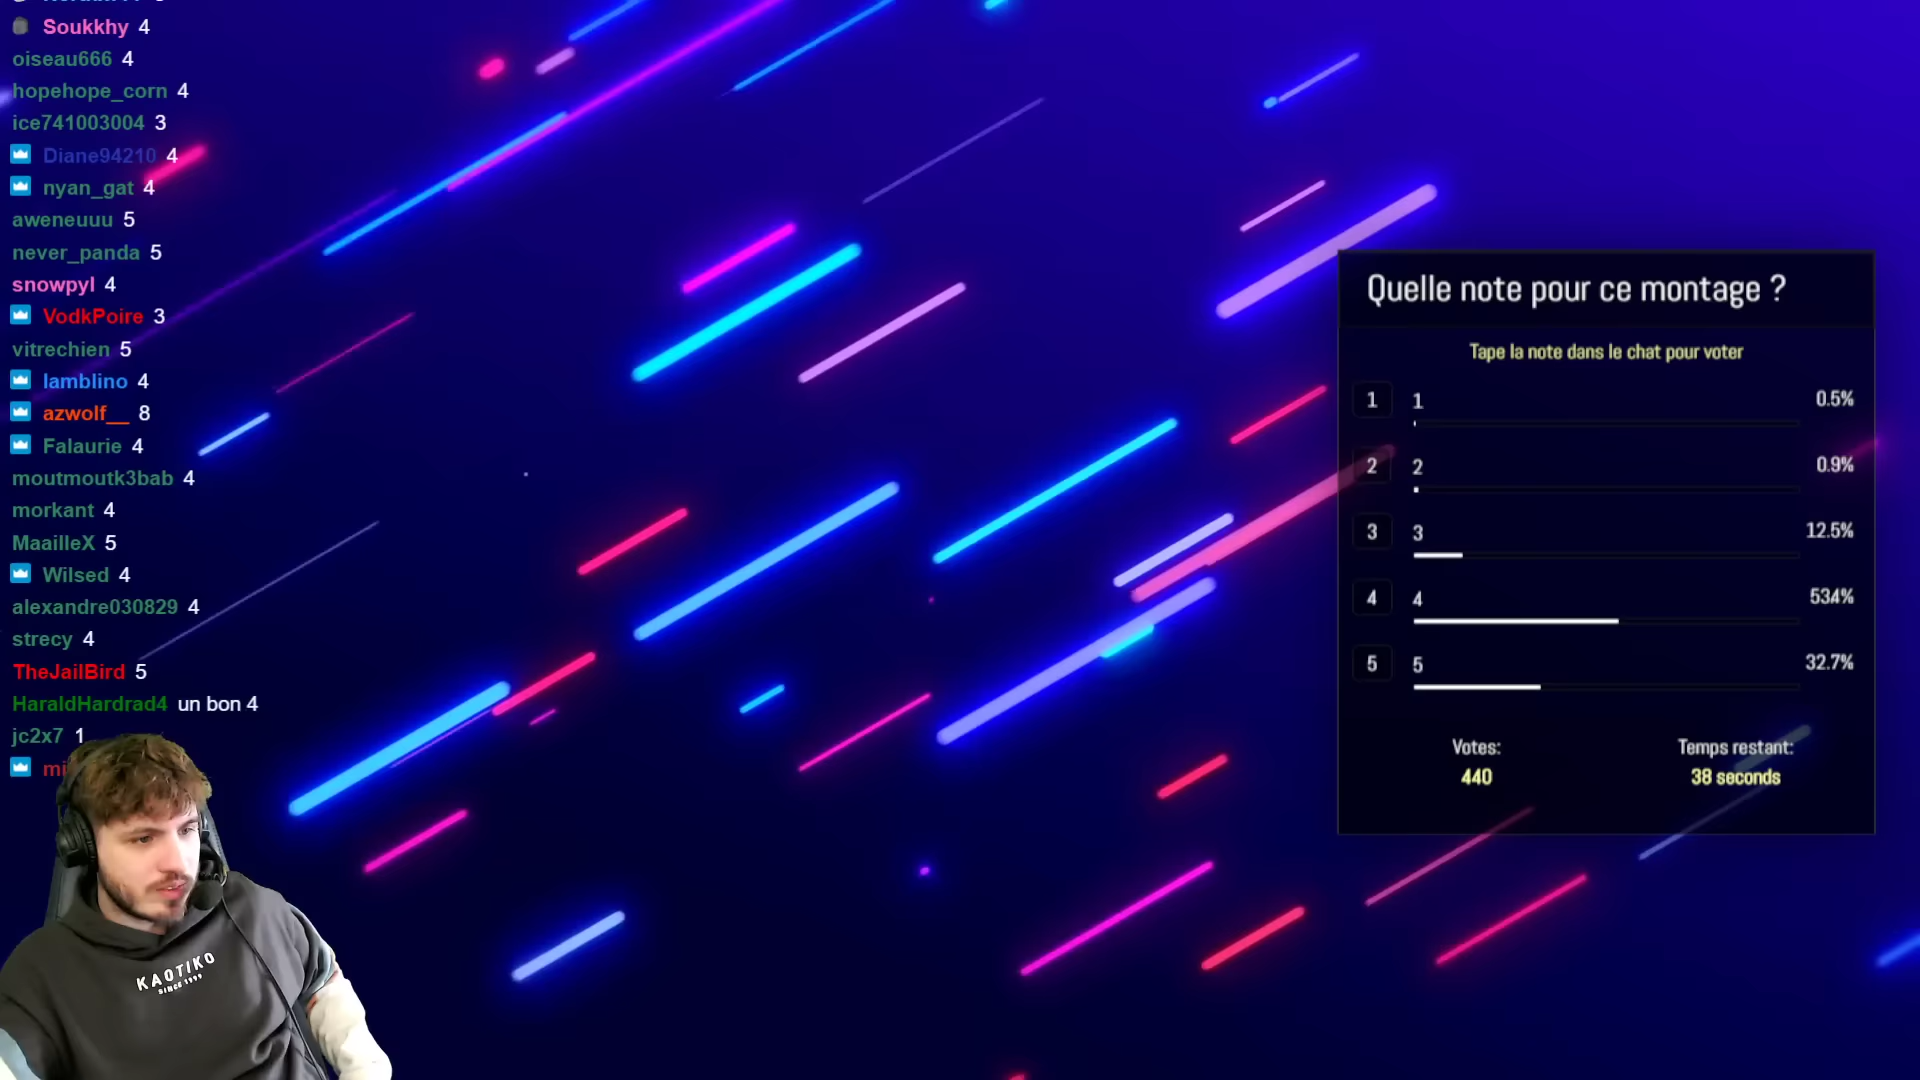 Soukkhy 4
oiseau666 4
hopehope_corn 4
ice741003004 3
Diane94210 4
nyan_gat 4
aweneuuu 5
never_panda 5
snowpyl 4
VodkPoire 3
vitrechien 5
lamblino 4
azwolf__ 8
Falaurie 4
moutmoutk3bab 4
morkant 4
MaailleX 5
Wilsed 4
alexandre030829 4
strecy 4
TheJailBird 5
HaraldHardrad4 un bon 4
jc2x7 1
KAOTIKO
SINCE 1999
Quelle note pour ce montage ?
Tape la note dans le chat pour voter
1 1 0.5%
2 2 0.9%
3 3 12.5%
4 4 53.4%
5 5 32.7%
Votes: Temps restant:
440 38 seconds